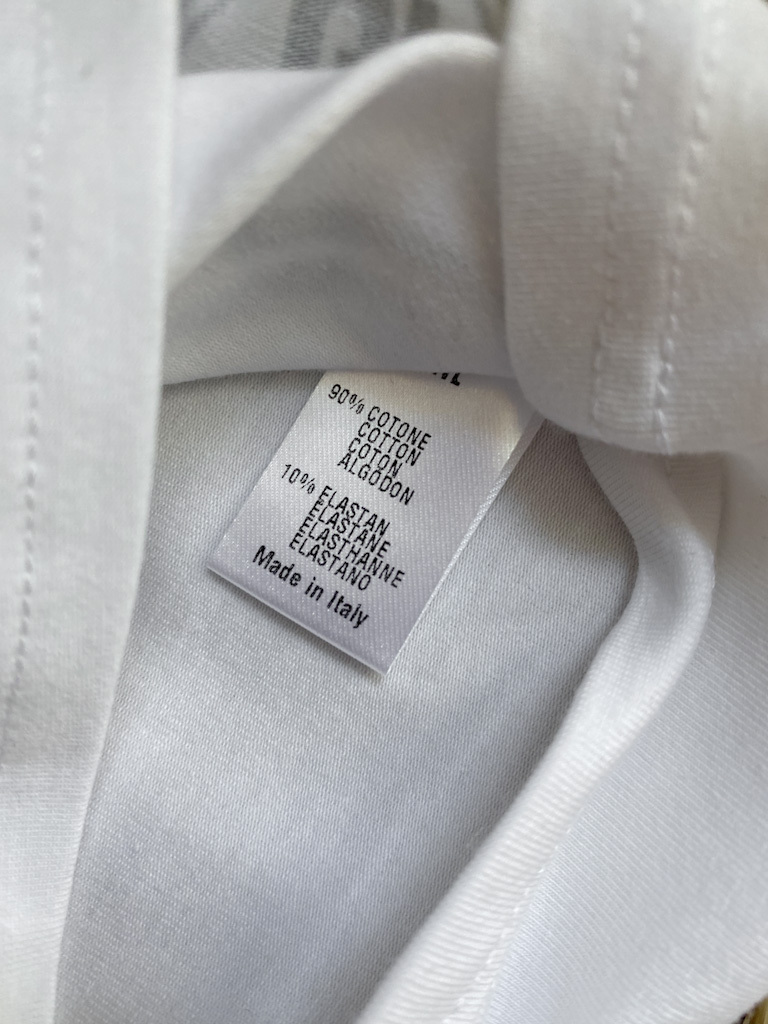 90% COTONE
COTTON
COTON
ALGODON
10% ELASTAN
ELASTANE
ELASTHANNE
ELASTANO
Made in Italy